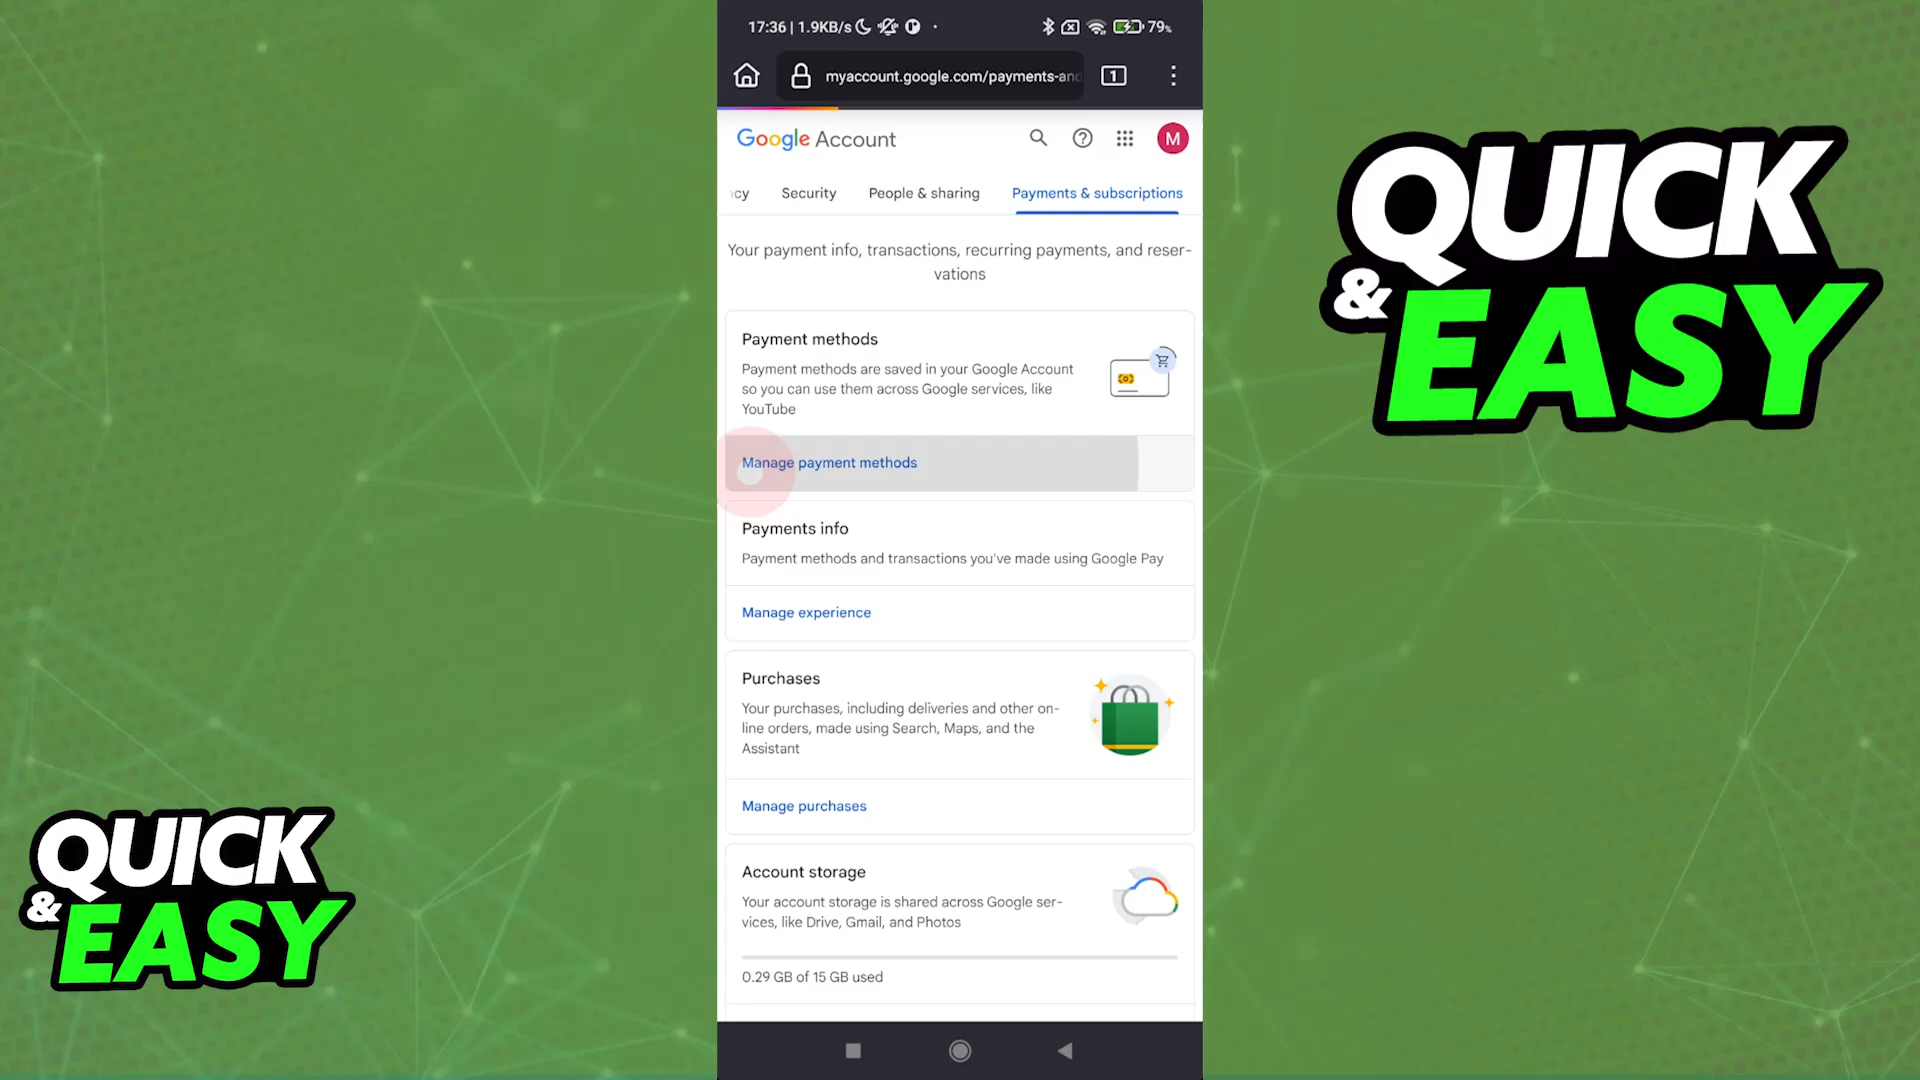 17:36 | 1.9KB/s
79%
myaccount.google.com/payments-and
1
Google Account
M
cy
Security
People & sharing
Payments & subscriptions
Your payment info, transactions, recurring payments, and reser-
vations
Payment methods
Payment methods are saved in your Google Account
so you can use them across Google services, like
YouTube
Manage payment methods
Payments info
Payment methods and transactions you've made using Google Pay
Manage experience
Purchases
Your purchases, including deliveries and other on-
line orders, made using Search, Maps, and the
Assistant
Manage purchases
Account storage
Your account storage is shared across Google ser-
vices, like Drive, Gmail, and Photos
0.29 GB of 15 GB used
QUICK
& EASY
QUICK
& EASY